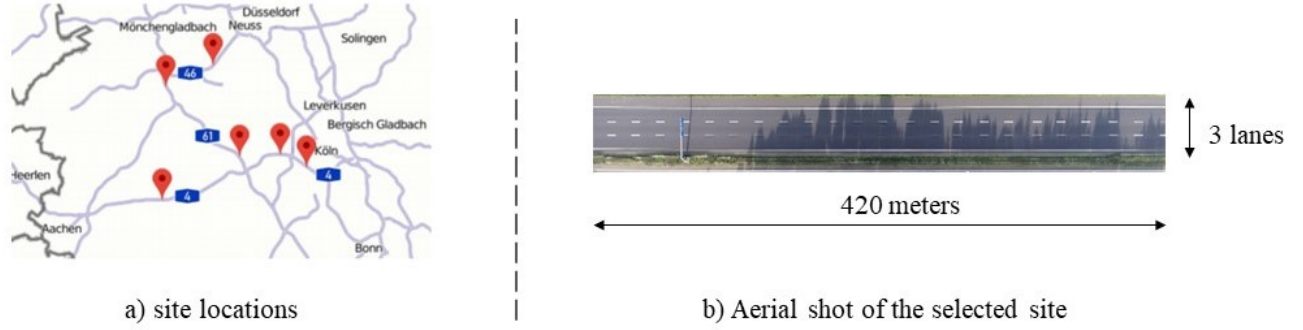 Düsseldorf
Mönchengladbach
Neuss
Solingen
46
Leverkusen
61
Bergisch Gladbach
Köln
Heerlen
4
4
Aachen
Bonn
3 lanes
420 meters
a) site locations
b) Aerial shot of the selected site